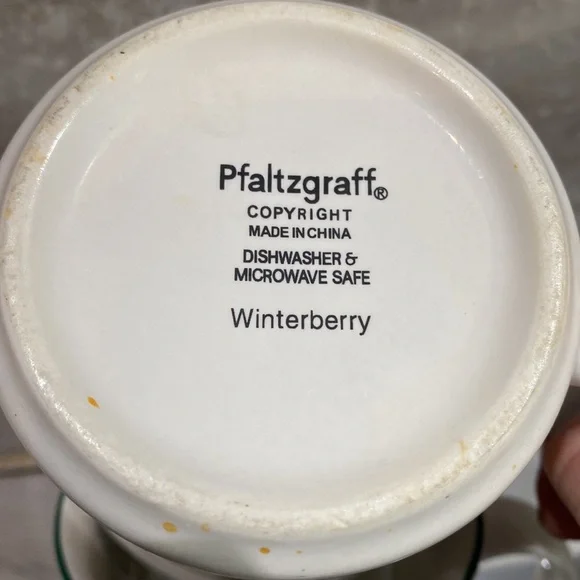 Pfaltzgraff®
COPYRIGHT
MADE IN CHINA
DISHWASHER &
MICROWAVE SAFE
Winterberry